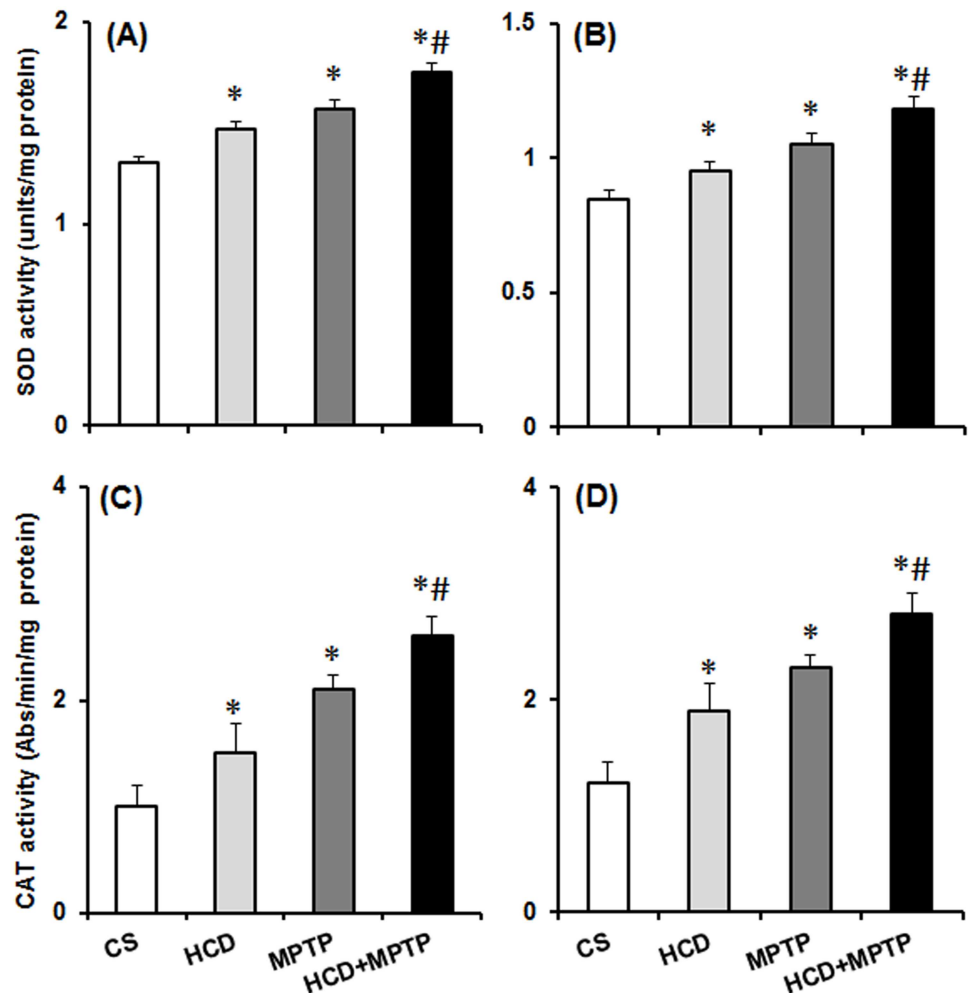 (A)
(B)
SOD activity (units/mg protein)
2
1
0
*
*
*#
1.5
1
0.5
0
*
*
*#
(C)
(D)
CAT activity (Abs/min/mg protein)
4
2
0
*
*
*#
4
2
0
*
*
*#
CS
HCD
MPTP
HCD+MPTP
CS
HCD
MPTP
HCD+MPTP